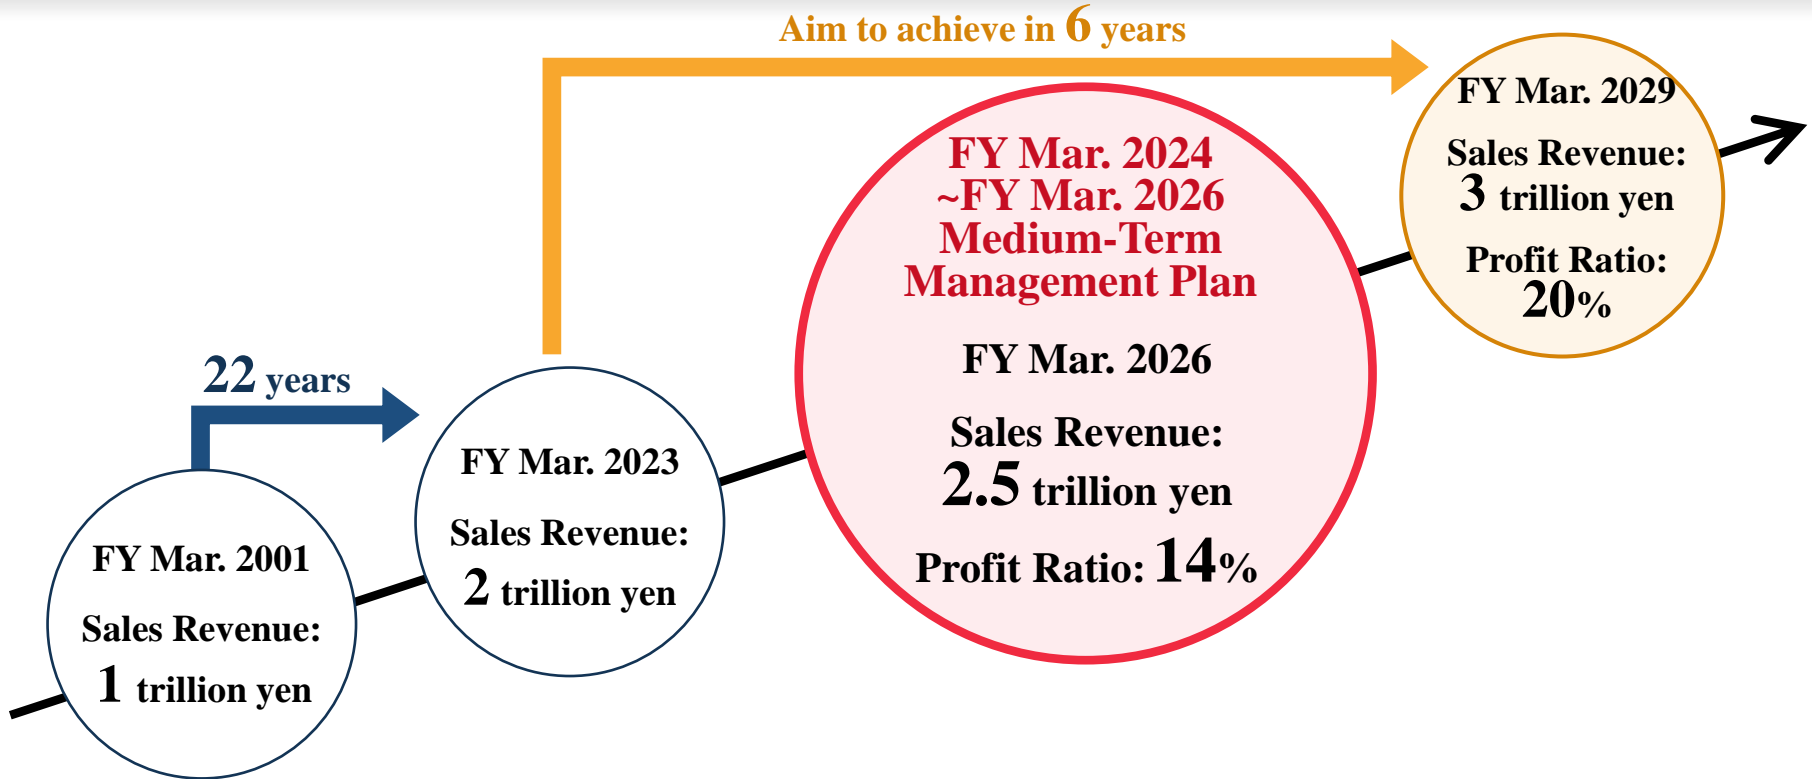 Aim to achieve in 6 years
22 years
FY Mar. 2001
Sales Revenue:
1 trillion yen
FY Mar. 2023
Sales Revenue:
2 trillion yen
FY Mar. 2024
~FY Mar. 2026
Medium-Term
Management Plan
FY Mar. 2026
Sales Revenue:
2.5 trillion yen
Profit Ratio: 14%
FY Mar. 2029
Sales Revenue:
3 trillion yen
Profit Ratio:
20%